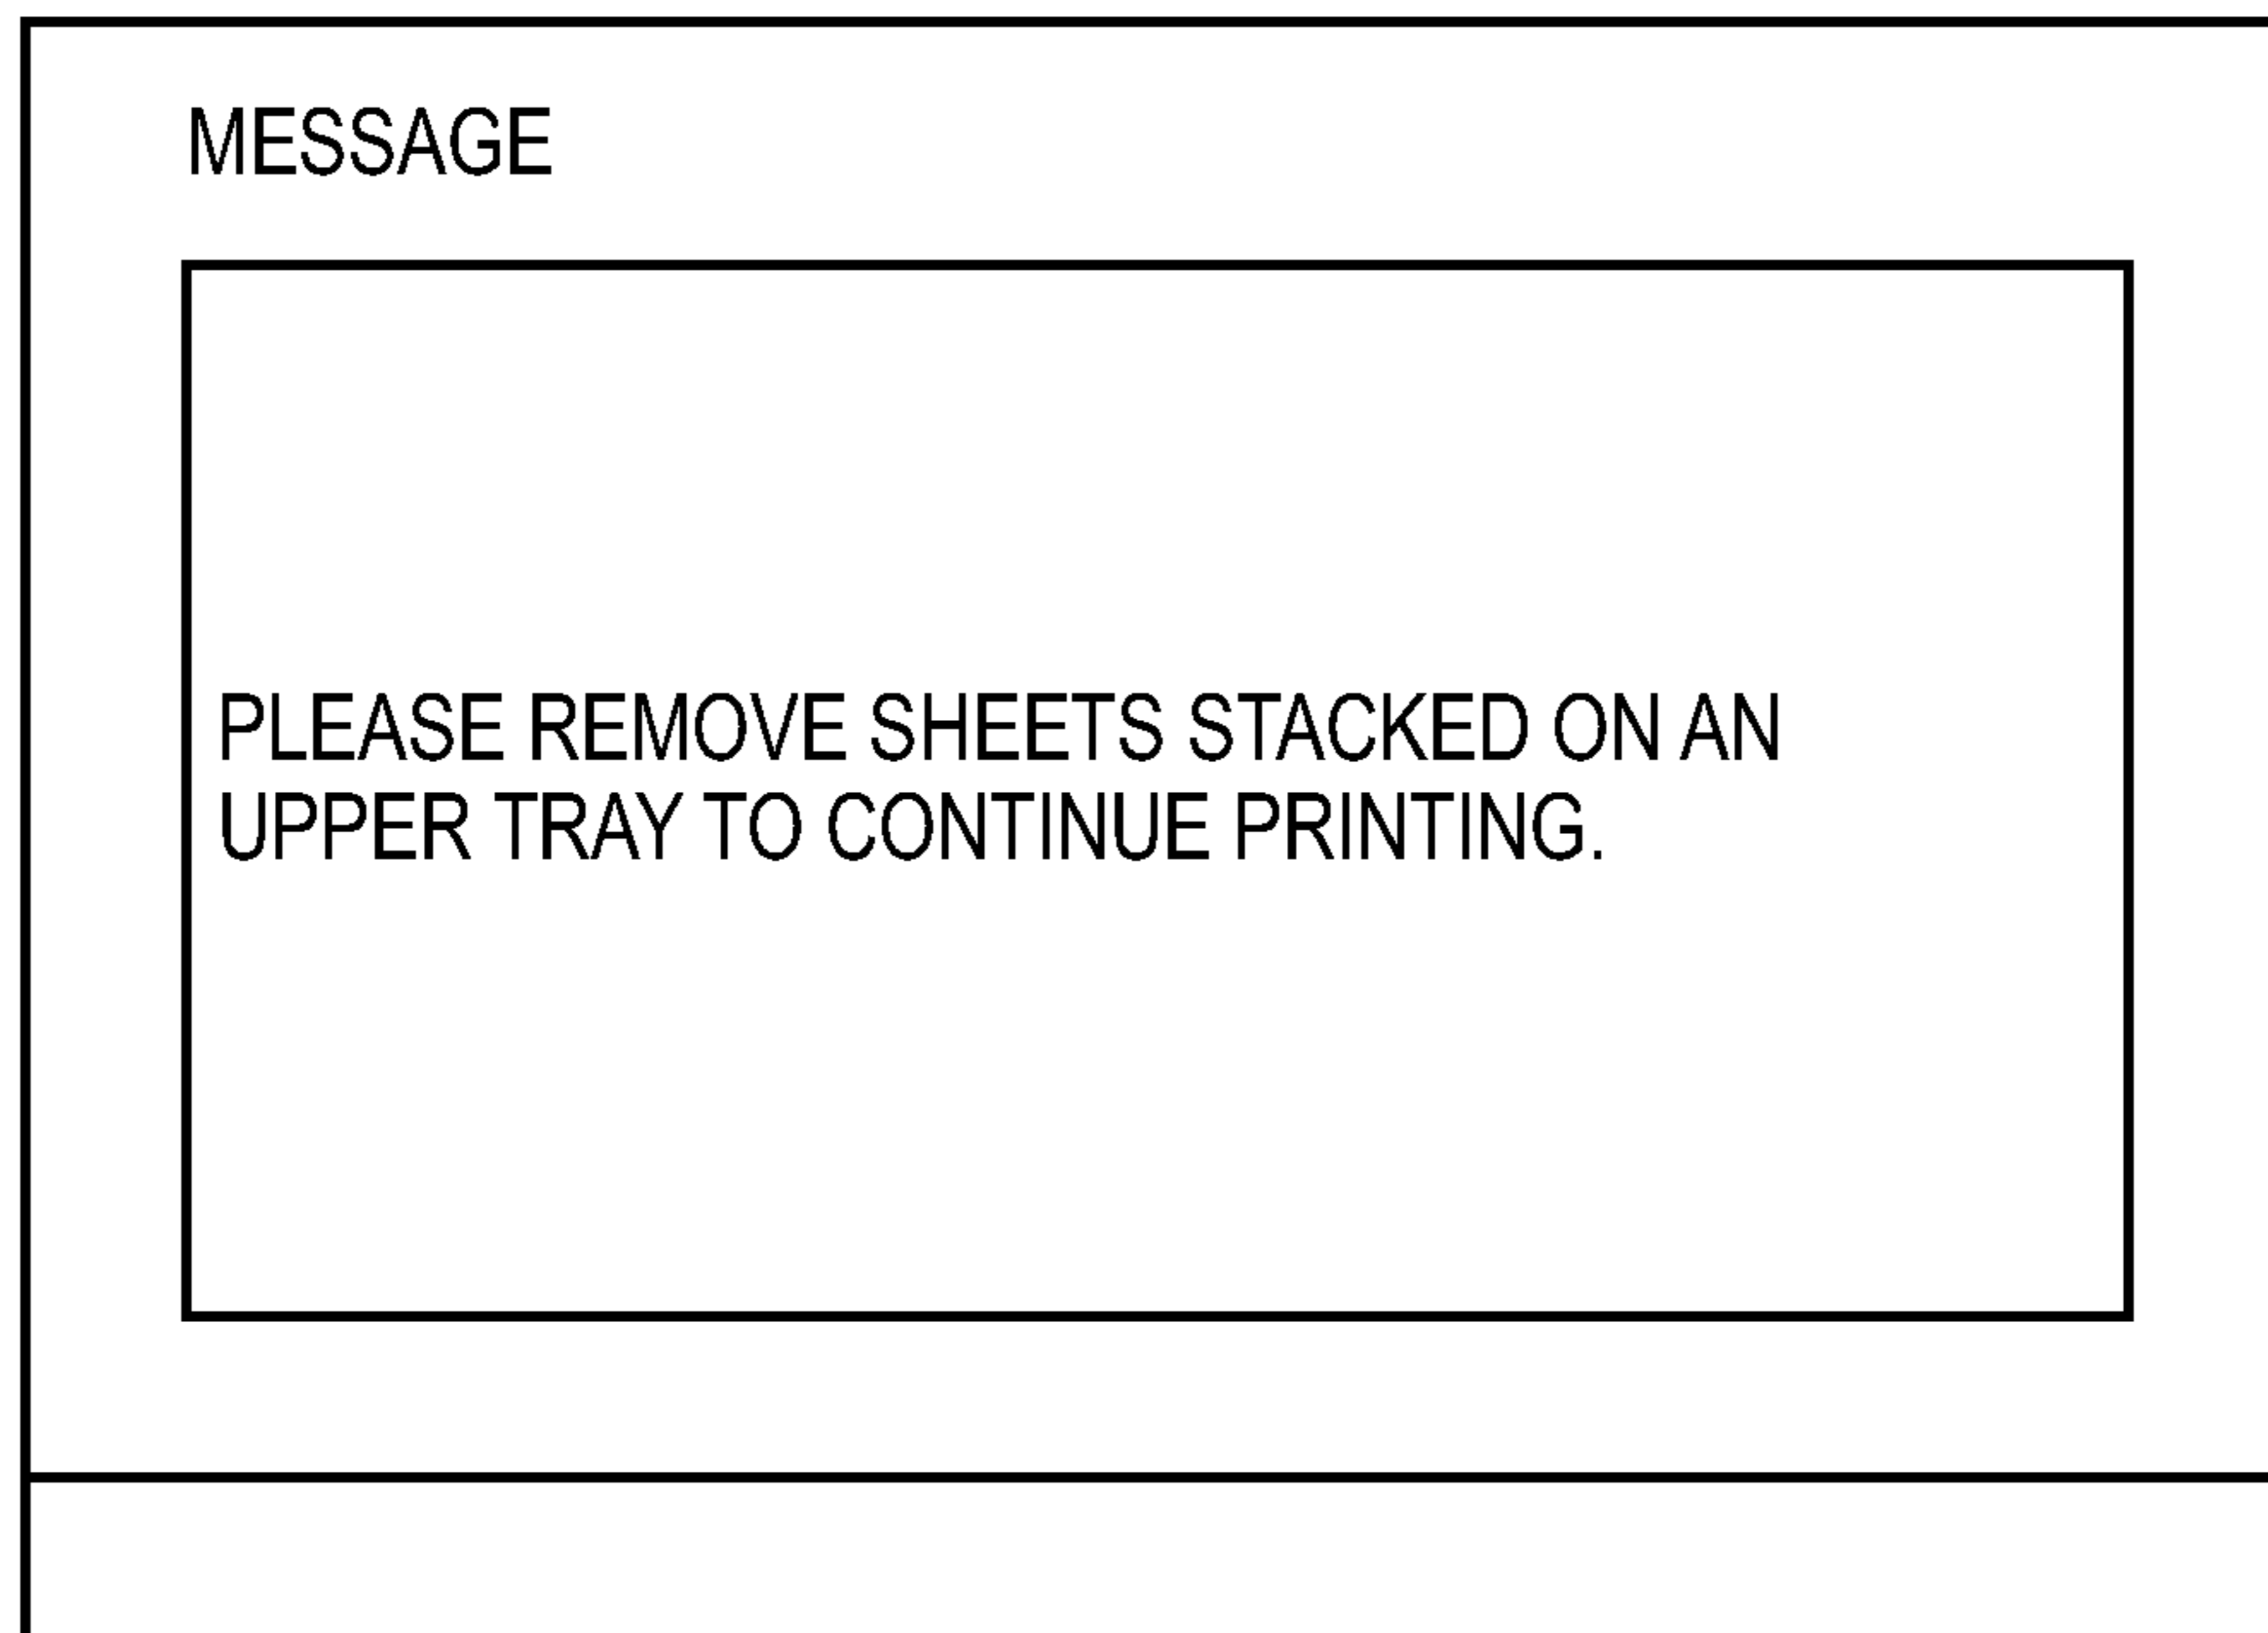 MESSAGE
PLEASE REMOVE SHEETS STACKED ON AN
UPPER TRAY TO CONTINUE PRINTING.